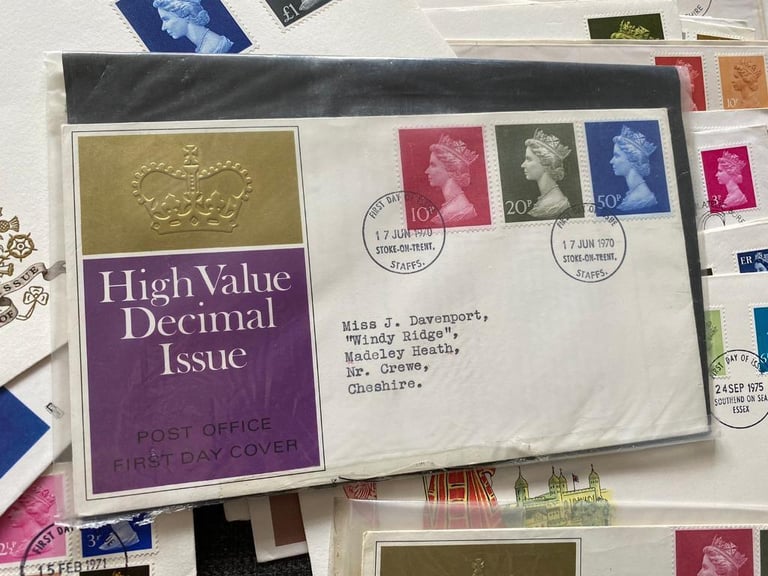 £1
10P
High Value
Decimal
Issue
POST OFFICE
FIRST DAY COVER
10P
20P
50P
FIRST DAY OF ISSUE
17 JUN 1970
STOKE-ON-TRENT.
STAFFS.
17 JUN 1970
STOKE-ON-TRENT.
STAFFS.
Miss J. Davenport,
"Windy Ridge",
Madeley Heath,
Nr. Crewe,
Cheshire.
3P
ISSUE
OF
24 SEP 1975
SOUTHEND ON SEA
ESSEX
FIRST DAY
15 FEB 1971